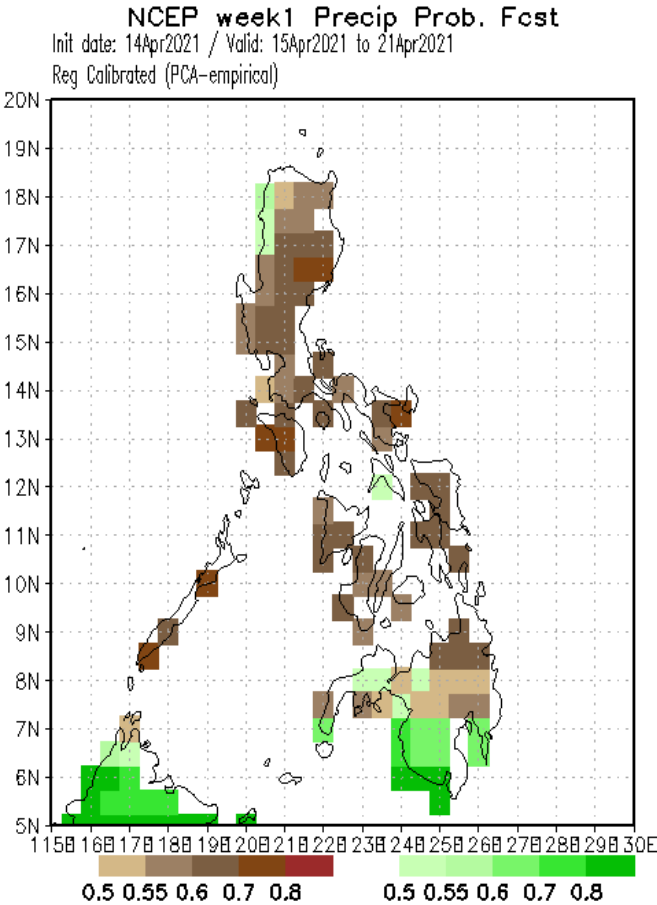 NCEP week1 Precip Prob. Fcst
Init date: 14Apr2021 / Valid: 15Apr2021 to 21Apr2021
Reg Calibrated (PCA-empirical)
20N
19N
18N
17N
16N
15N
14N
13N
12N
11N
10N
9N
8N
7N
6N
5N
115E 116E 117E 118E 119E 120E 121E 122E 123E 124E 125E 126E 127E 128E 129E 130E
0.5 0.55 0.6 0.7 0.8 0.5 0.55 0.6 0.7 0.8